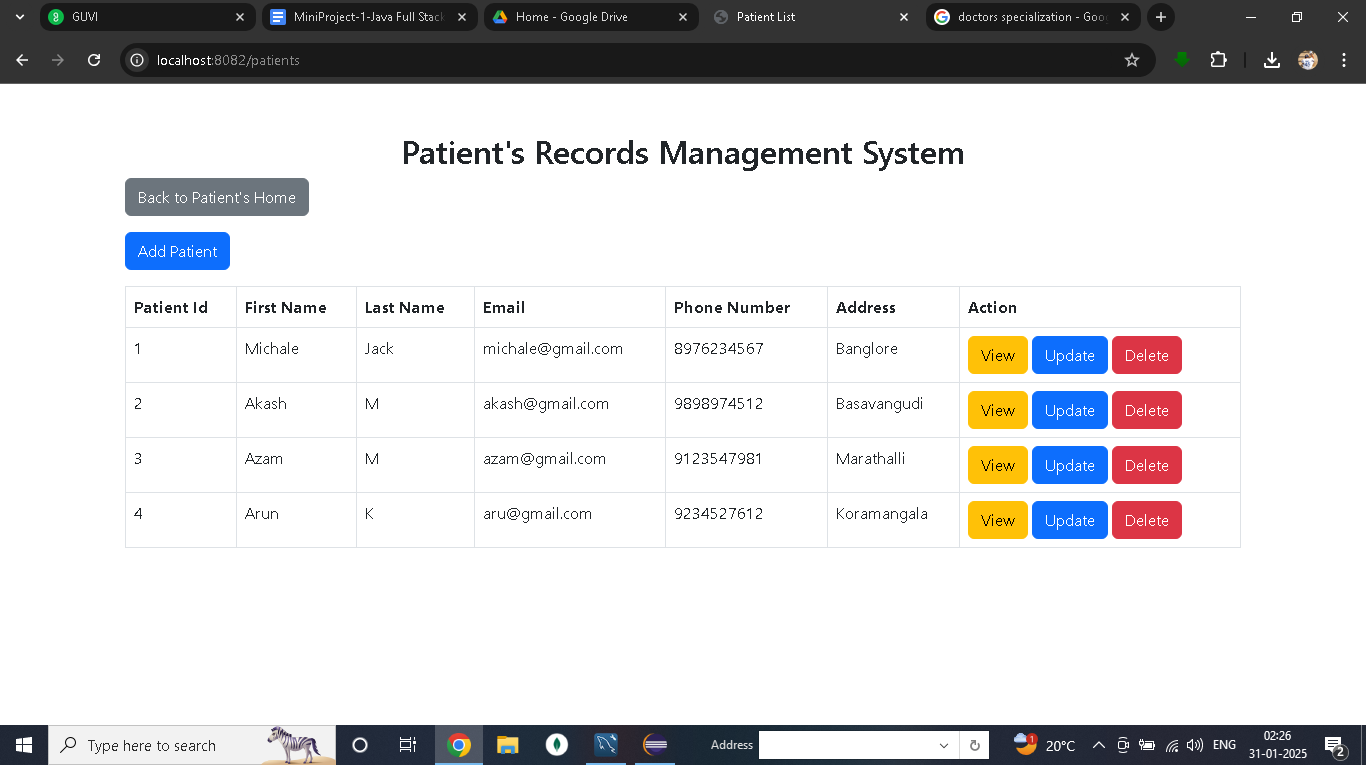 GUVI
MiniProject-1-Java Full Stack
Home - Google Drive
Patient List
doctors specialization - Goo
localhost:8082/patients
Patient's Records Management System
Back to Patient's Home
Add Patient
Patient Id First Name Last Name Email Phone Number Address Action
1 Michale Jack michale@gmail.com 8976234567 Banglore View Update Delete
2 Akash M akash@gmail.com 9898974512 Basavangudi View Update Delete
3 Azam M azam@gmail.com 9123547981 Marathalli View Update Delete
4 Arun K aru@gmail.com 9234527612 Koramangala View Update Delete
Type here to search
Address
1
20°C
ENG
02:26
31-01-2025
2